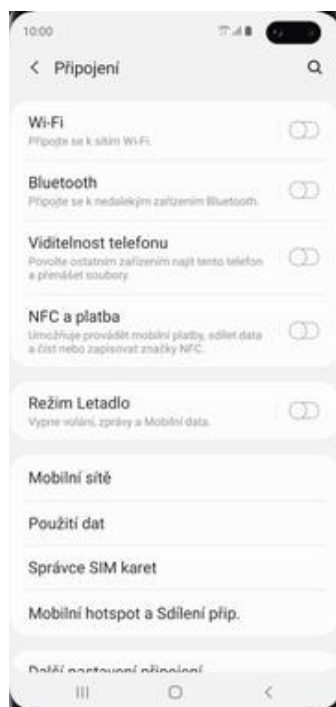 10:00
Připojení
Wi-Fi
Připojte se k sítím Wi-Fi.
Bluetooth
Připojte se k nedalekým zařízením Bluetooth.
Viditelnost telefonu
Povolte ostatním zařízením najít tento telefon
a přenášet soubory.
NFC a platba
Umožňuje provádět mobilní platby, sdílet data
a číst nebo zapisovat značky NFC.
Režim Letadlo
Vypne volání, zprávy a Mobilní data.
Mobilní sítě
Použití dat
Správce SIM karet
Mobilní hotspot a Sdílení přip.
Další nastavení připojení